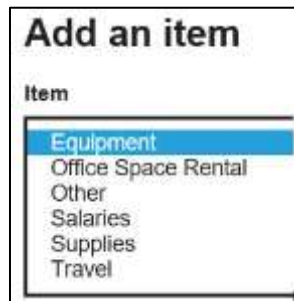 Add an item
Item
Equipment
Office Space Rental
Other
Salaries
Supplies
Travel